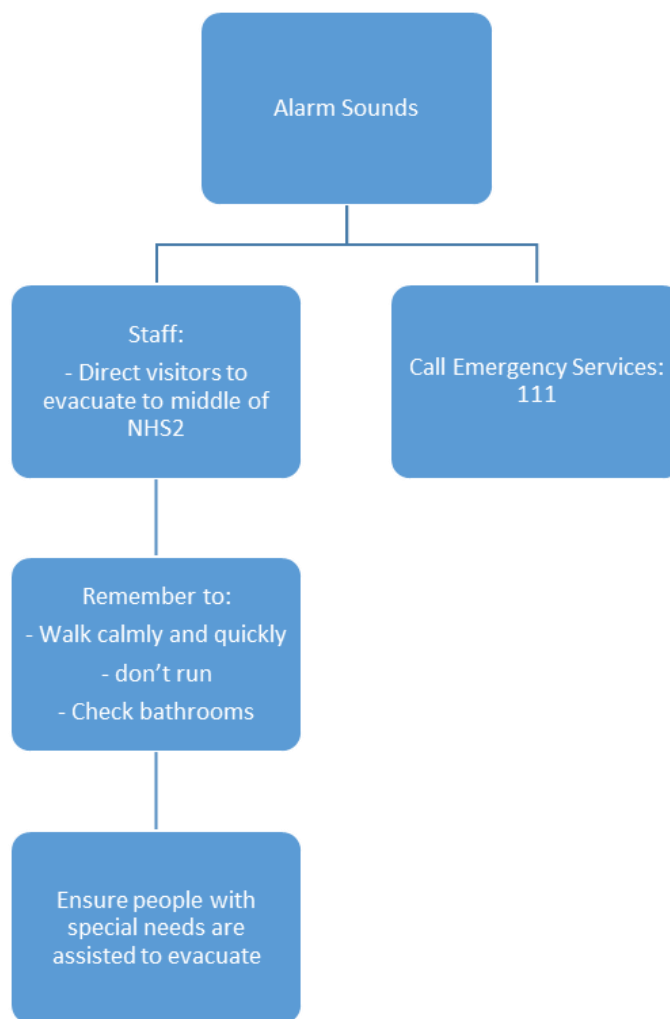 Alarm Sounds
Staff:
- Direct visitors to
evacuate to middle of
NHS2
Call Emergency Services:
111
Remember to:
- Walk calmly and quickly
- don’t run
- Check bathrooms
Ensure people with
special needs are
assisted to evacuate